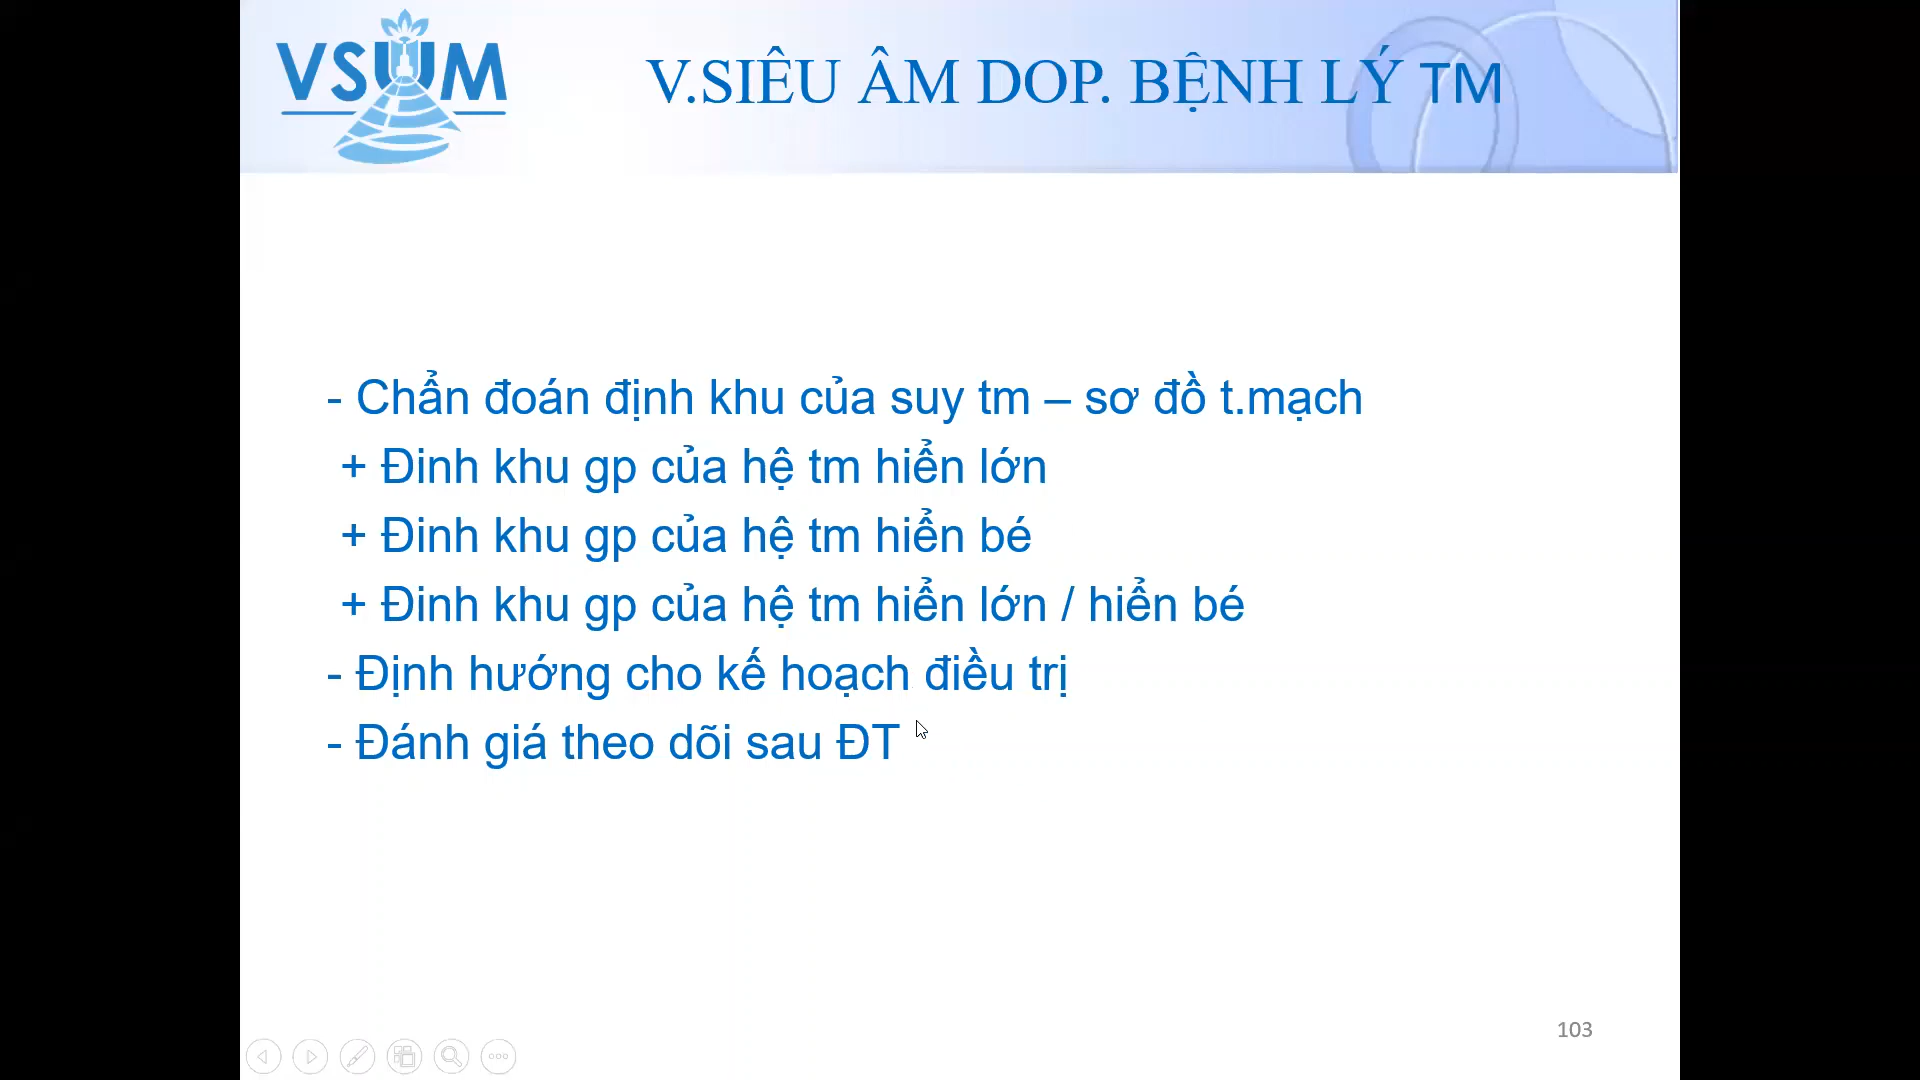 VSUM
V.SIÊU ÂM DOP. BỆNH LÝ TM
- Chẩn đoán định khu của suy tm – sơ đồ t.mạch
+ Đinh khu gp của hệ tm hiển lớn
+ Đinh khu gp của hệ tm hiển bé
+ Đinh khu gp của hệ tm hiển lớn / hiển bé
- Định hướng cho kế hoạch điều trị
- Đánh giá theo dõi sau ĐT
103